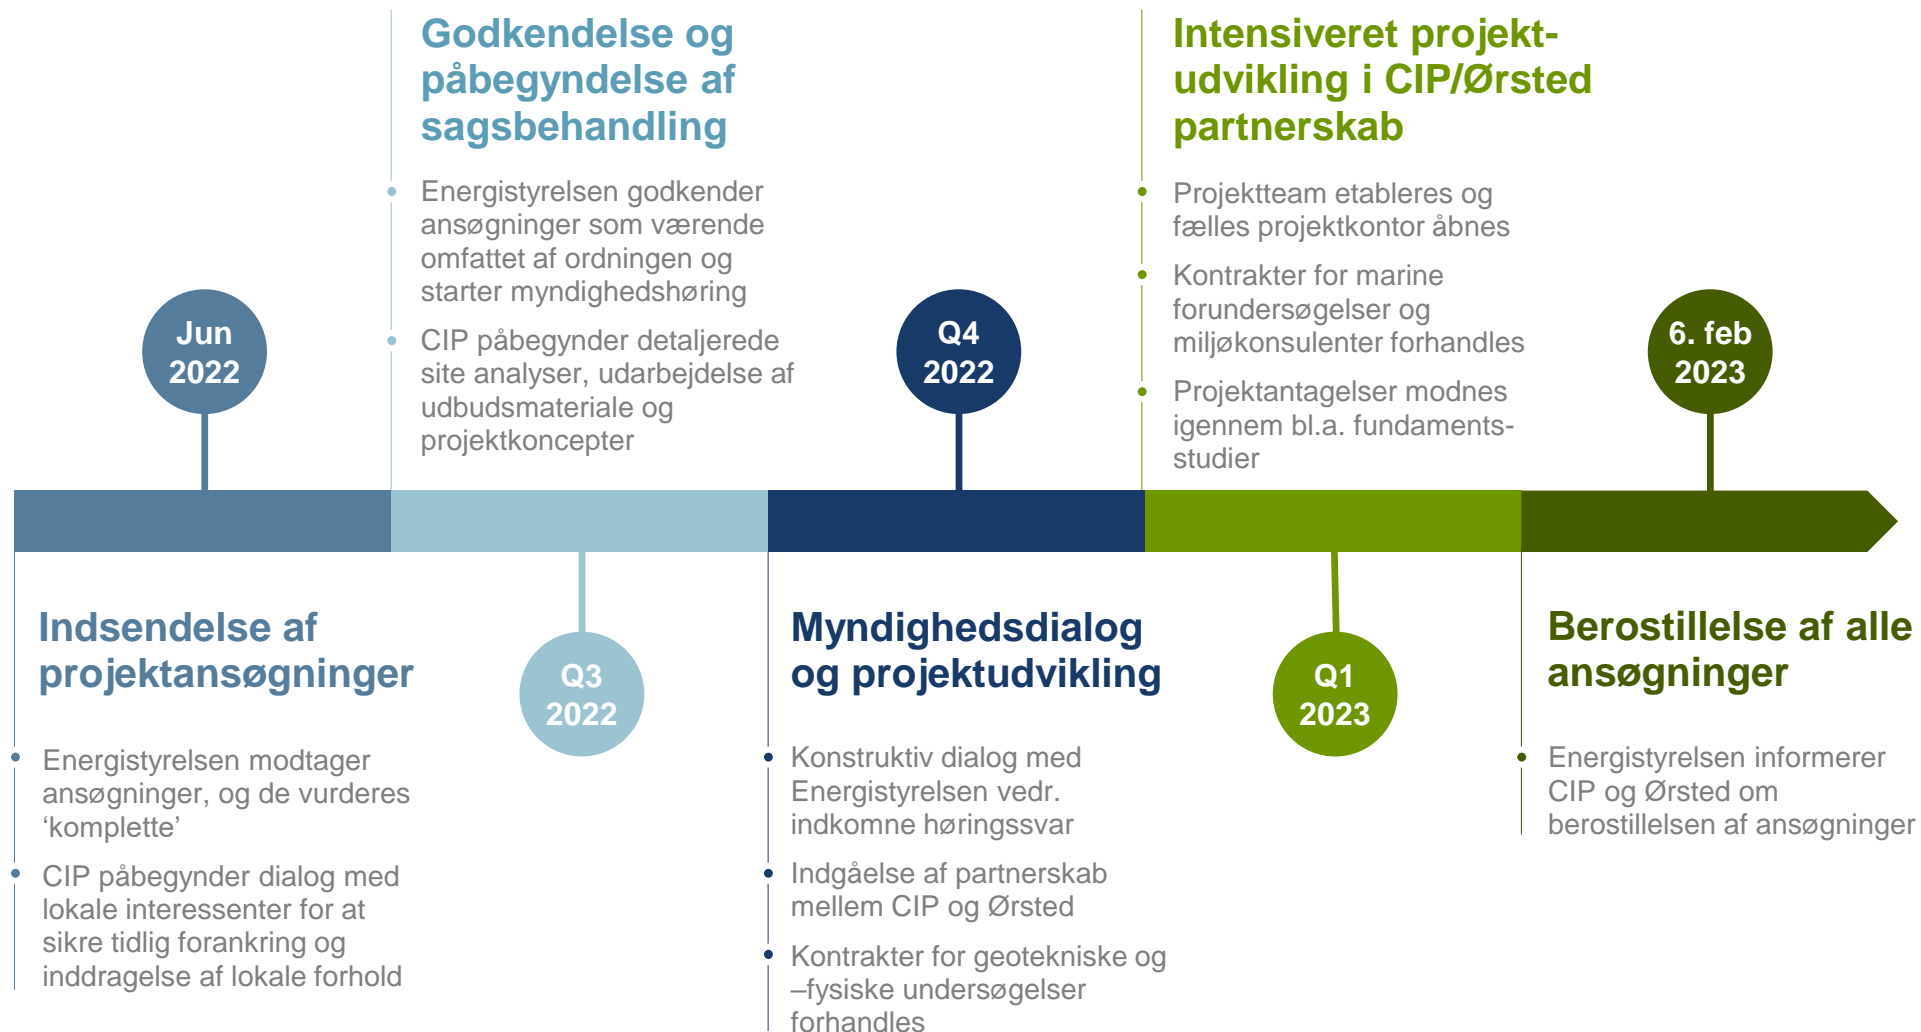 Jun
2022
Indsendelse af
projektansøgninger
Energistyrelsen modtager
ansøgninger, og de vurderes
‘komplette’
CIP påbegynder dialog med
lokale interessenter for at
sikre tidlig forankring og
inddragelse af lokale forhold
Godkendelse og
påbegyndelse af
sagsbehandling
Energistyrelsen godkender
ansøgninger som værende
omfattet af ordningen og
starter myndighedshøring
CIP påbegynder detaljerede
site analyser, udarbejdelse af
udbudsmateriale og
projektkoncepter
Q3
2022
Q4
2022
Myndighedsdialog
og projektudvikling
Konstruktiv dialog med
Energistyrelsen vedr.
indkomne høringssvar
Indgåelse af partnerskab
mellem CIP og Ørsted
Kontrakter for geotekniske og
–fysiske undersøgelser
forhandles
Intensiveret projekt-
udvikling i CIP/Ørsted
partnerskab
Projektteam etableres og
fælles projektkontor åbnes
Kontrakter for marine
forundersøgelser og
miljøkonsulenter forhandles
Projektantagelser modnes
igennem bl.a. fundaments-
studier
Q1
2023
6. feb
2023
Berostillelse af alle
ansøgninger
Energistyrelsen informerer
CIP og Ørsted om
berostillelsen af ansøgninger